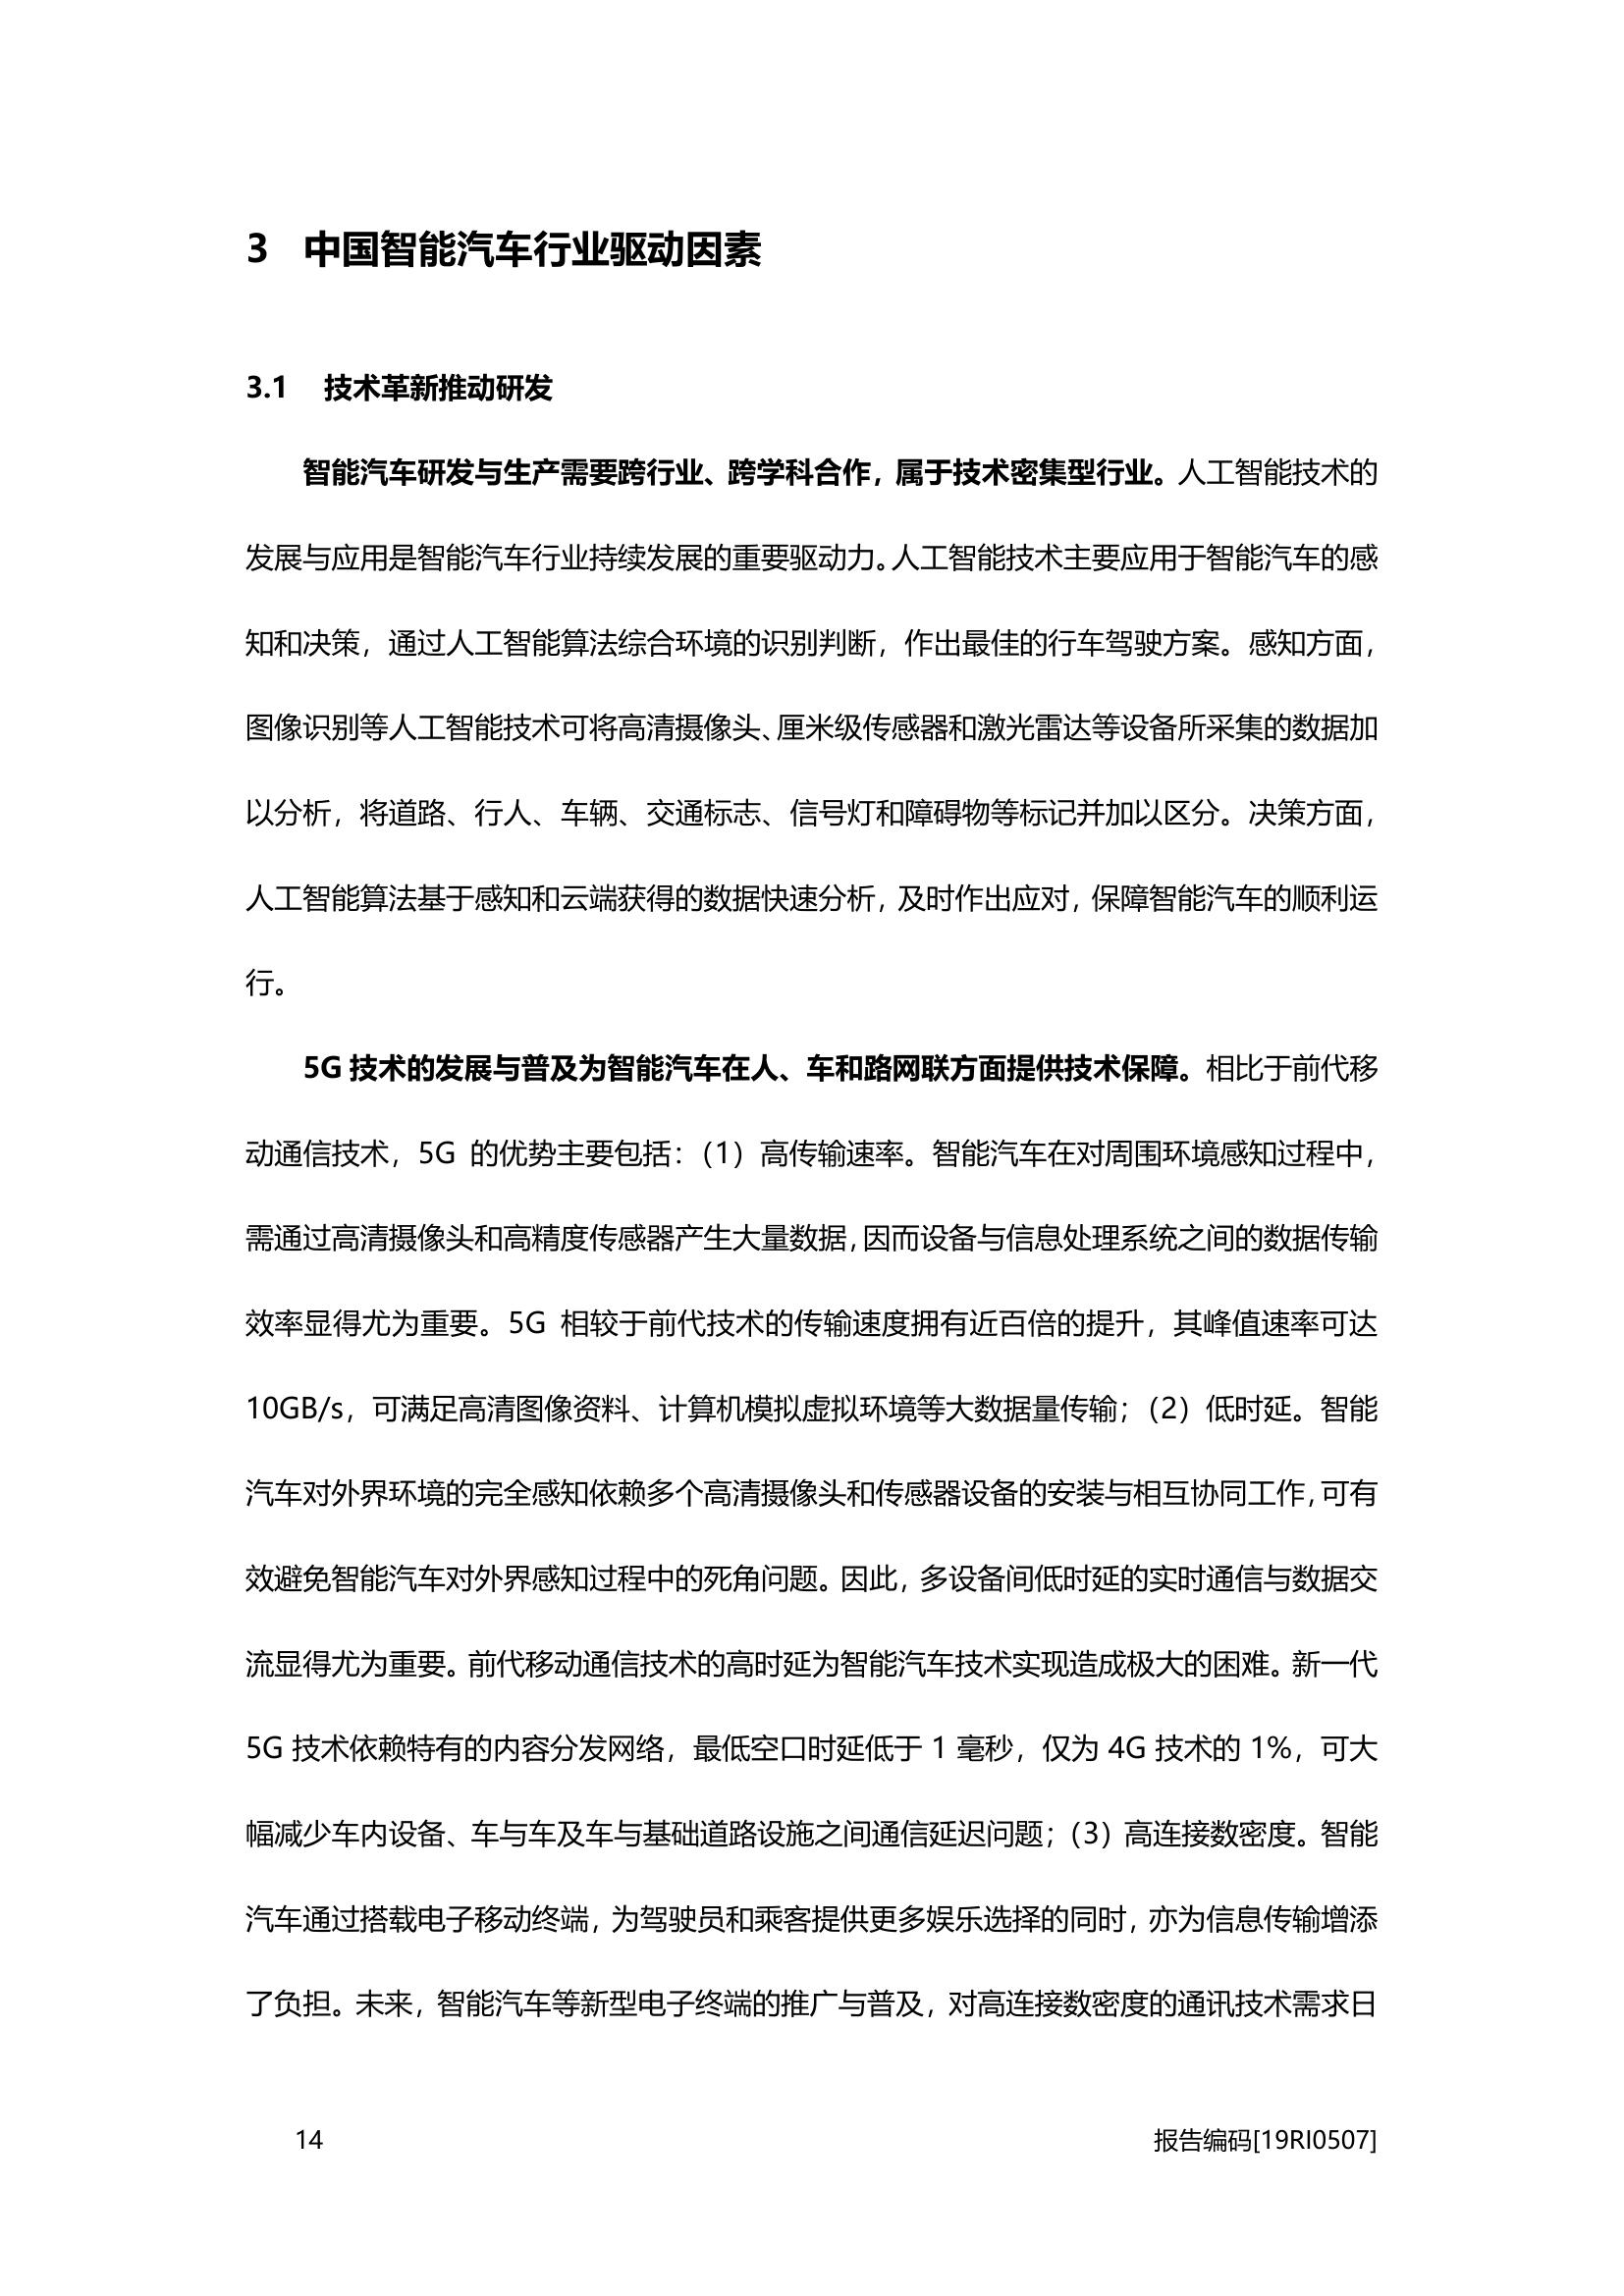 3 中国智能汽车行业驱动因素
3.1 技术革新推动研发
智能汽车研发与生产需要跨行业、跨学科合作，属于技术密集型行业。人工智能技术的
发展与应用是智能汽车行业持续发展的重要驱动力。人工智能技术主要应用于智能汽车的感
知和决策，通过人工智能算法综合环境的识别判断，作出最佳的行车驾驶方案。感知方面，
图像识别等人工智能技术可将高清摄像头、厘米级传感器和激光雷达等设备所采集的数据加
以分析，将道路、行人、车辆、交通标志、信号灯和障碍物等标记并加以区分。决策方面，
人工智能算法基于感知和云端获得的数据快速分析，及时作出应对，保障智能汽车的顺利运
行。
5G 技术的发展与普及为智能汽车在人、车和路网联方面提供技术保障。相比于前代移
动通信技术，5G 的优势主要包括：（1）高传输速率。智能汽车在对周围环境感知过程中，
需通过高清摄像头和高精度传感器产生大量数据，因而设备与信息处理系统之间的数据传输
效率显得尤为重要。5G 相较于前代技术的传输速度拥有近百倍的提升，其峰值速率可达
10GB/s，可满足高清图像资料、计算机模拟虚拟环境等大数据量传输；（2）低时延。智能
汽车对外界环境的完全感知依赖多个高清摄像头和传感器设备的安装与相互协同工作，可有
效避免智能汽车对外界感知过程中的死角问题。因此，多设备间低时延的实时通信与数据交
流显得尤为重要。前代移动通信技术的高时延为智能汽车技术实现造成极大的困难。新一代
5G 技术依赖特有的内容分发网络，最低空口时延低于 1 毫秒，仅为 4G 技术的 1%，可大
幅减少车内设备、车与车及车与基础道路设施之间通信延迟问题；（3）高连接数密度。智能
汽车通过搭载电子移动终端，为驾驶员和乘客提供更多娱乐选择的同时，亦为信息传输增添
了负担。未来，智能汽车等新型电子终端的推广与普及，对高连接数密度的通讯技术需求日
14 报告编码[19RI0507]